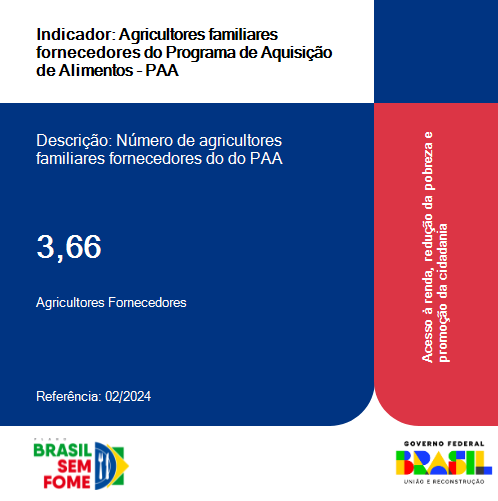 Indicador: Agricultores familiares
fornecedores do Programa de Aquisição
de Alimentos - PAA
Descrição: Número de agricultores
familiares fornecedores do do PAA
3,66
Agricultores Fornecedores
Referência: 02/2024
Acesso à renda, redução da pobreza e
promoção da cidadania
PLANO
BRASIL
SEM
FOME
GOVERNO FEDERAL
BRASIL
UNIÃO E RECONSTRUÇÃO